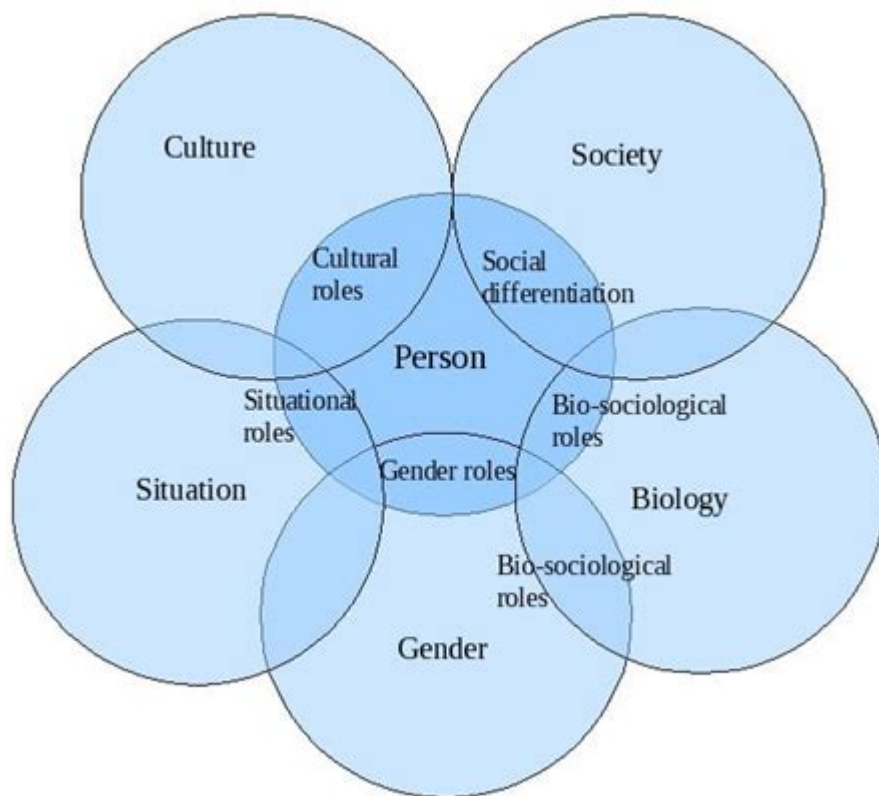 Culture
Society
Cultural
roles
Social
differentiation
Person
Situational
roles
Bio-sociological
roles
Gender roles
Situation
Biology
Bio-sociological
roles
Gender